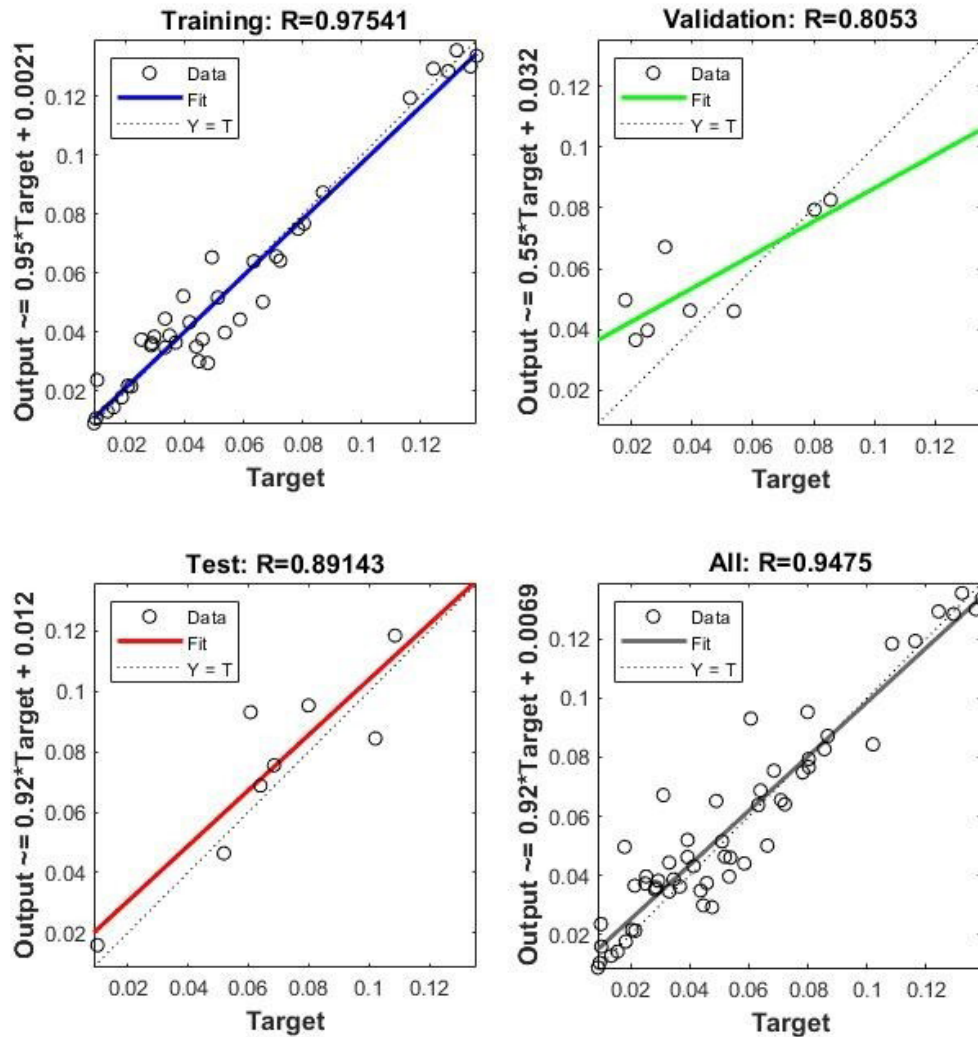 Training: R=0.97541
Output ~= 0.95*Target + 0.0021
0.12
0.1
0.08
0.06
0.04
0.02
Data
Fit
Y = T
0.02 0.04 0.06 0.08 0.1 0.12
Target
Validation: R=0.8053
Output ~= 0.55*Target + 0.032
0.12
0.1
0.08
0.06
0.04
0.02
Data
Fit
Y = T
0.02 0.04 0.06 0.08 0.1 0.12
Target
Test: R=0.89143
Output ~= 0.92*Target + 0.012
0.12
0.1
0.08
0.06
0.04
0.02
Data
Fit
Y = T
0.02 0.04 0.06 0.08 0.1 0.12
Target
All: R=0.9475
Output ~= 0.92*Target + 0.0069
0.12
0.1
0.08
0.06
0.04
0.02
Data
Fit
Y = T
0.02 0.04 0.06 0.08 0.1 0.12
Target